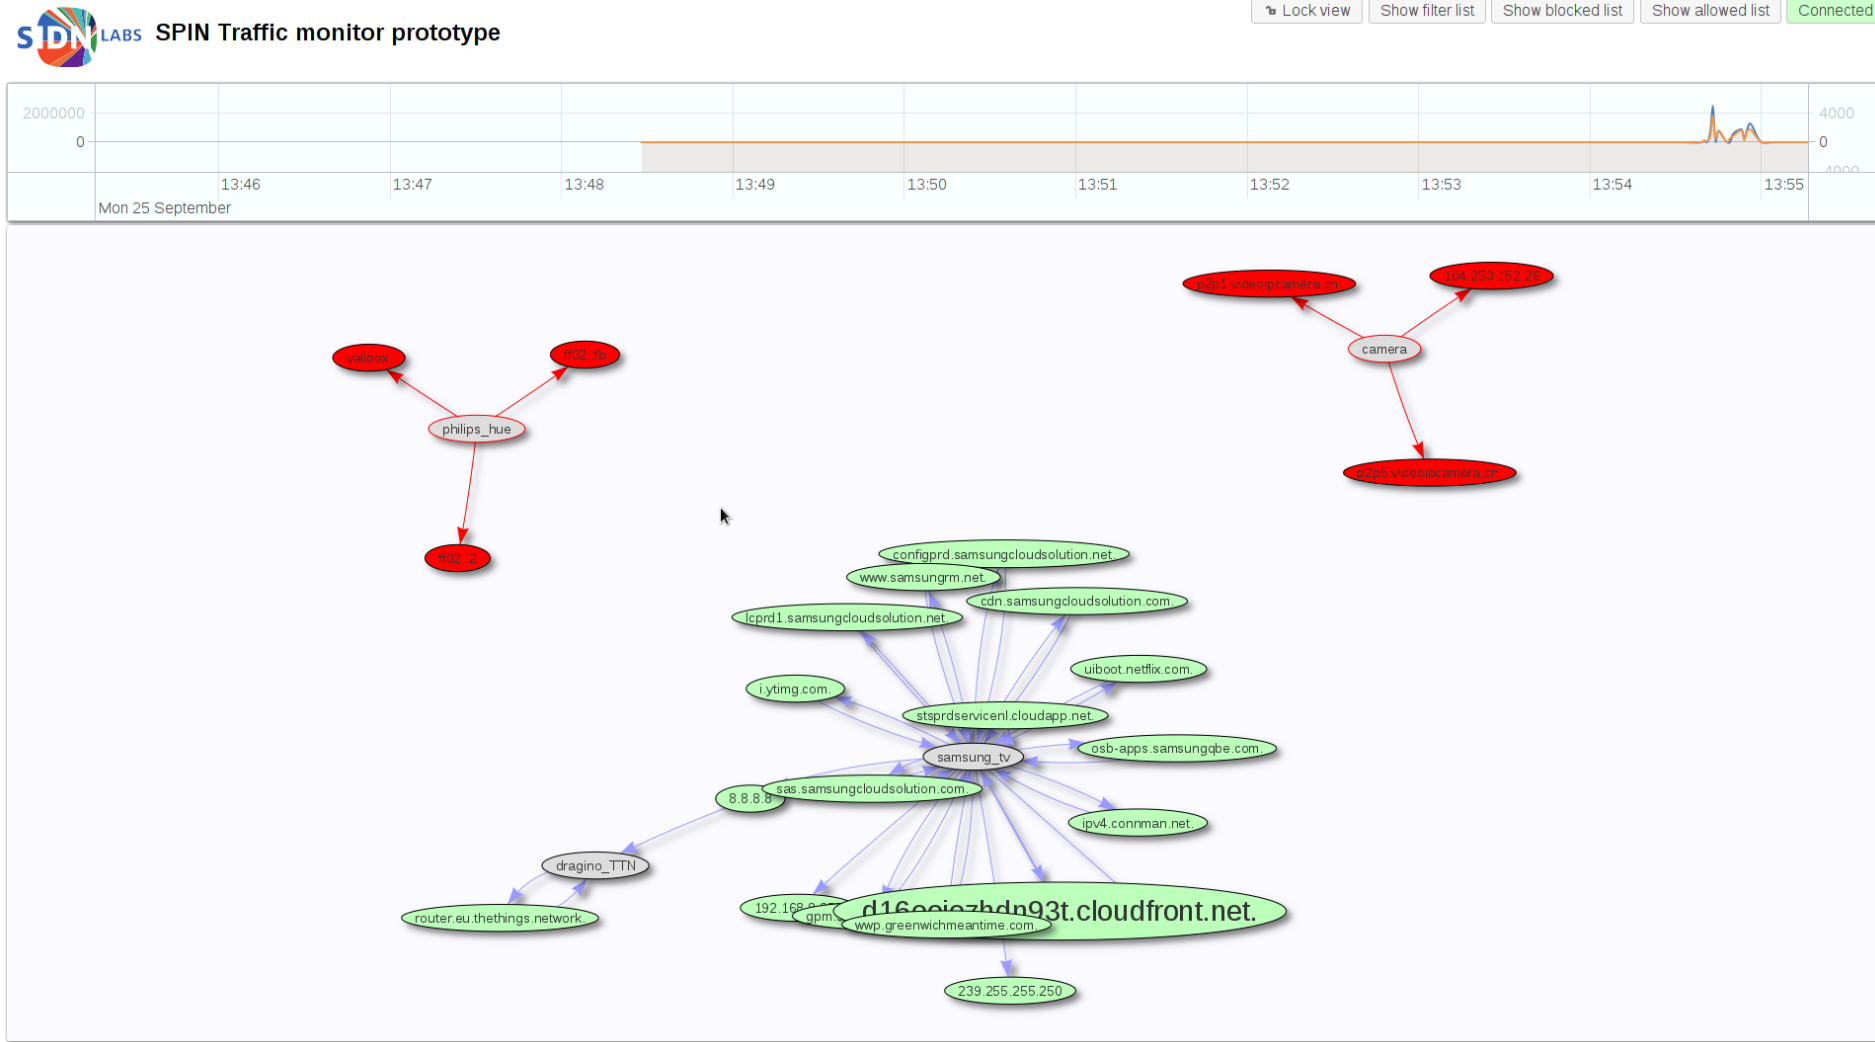 Lock view
Show filter list
Show blocked list
Show allowed list
Connected
SIDN LABS
SPIN Traffic monitor prototype
2000000
4000
0
0
4000
13:46
13:47
13:48
13:49
13:50
13:51
13:52
13:53
13:54
13:55
Mon 25 September
104.250.152.26
p2p1.videoipcamera.cn.
camera
valibox
ff02::fb
philips_hue
p2p5.videoipcamera.cn.
ff02::2
configprd.samsungcloudsolution.net.
www.samsungrm.net.
cdn.samsungcloudsolution.com.
lcprd1.samsungcloudsolution.net.
uiboot.netflix.com.
i.ytimg.com.
stsprdservicenl.cloudapp.net.
osb-apps.samsungqbe.com.
samsung_tv
sas.samsungcloudsolution.com.
8.8.8.8
ipv4.connman.net.
dragino_TTN
router.eu.thethings.network.
gpm.
wwp.greenwichmeantime.com.
239.255.255.250